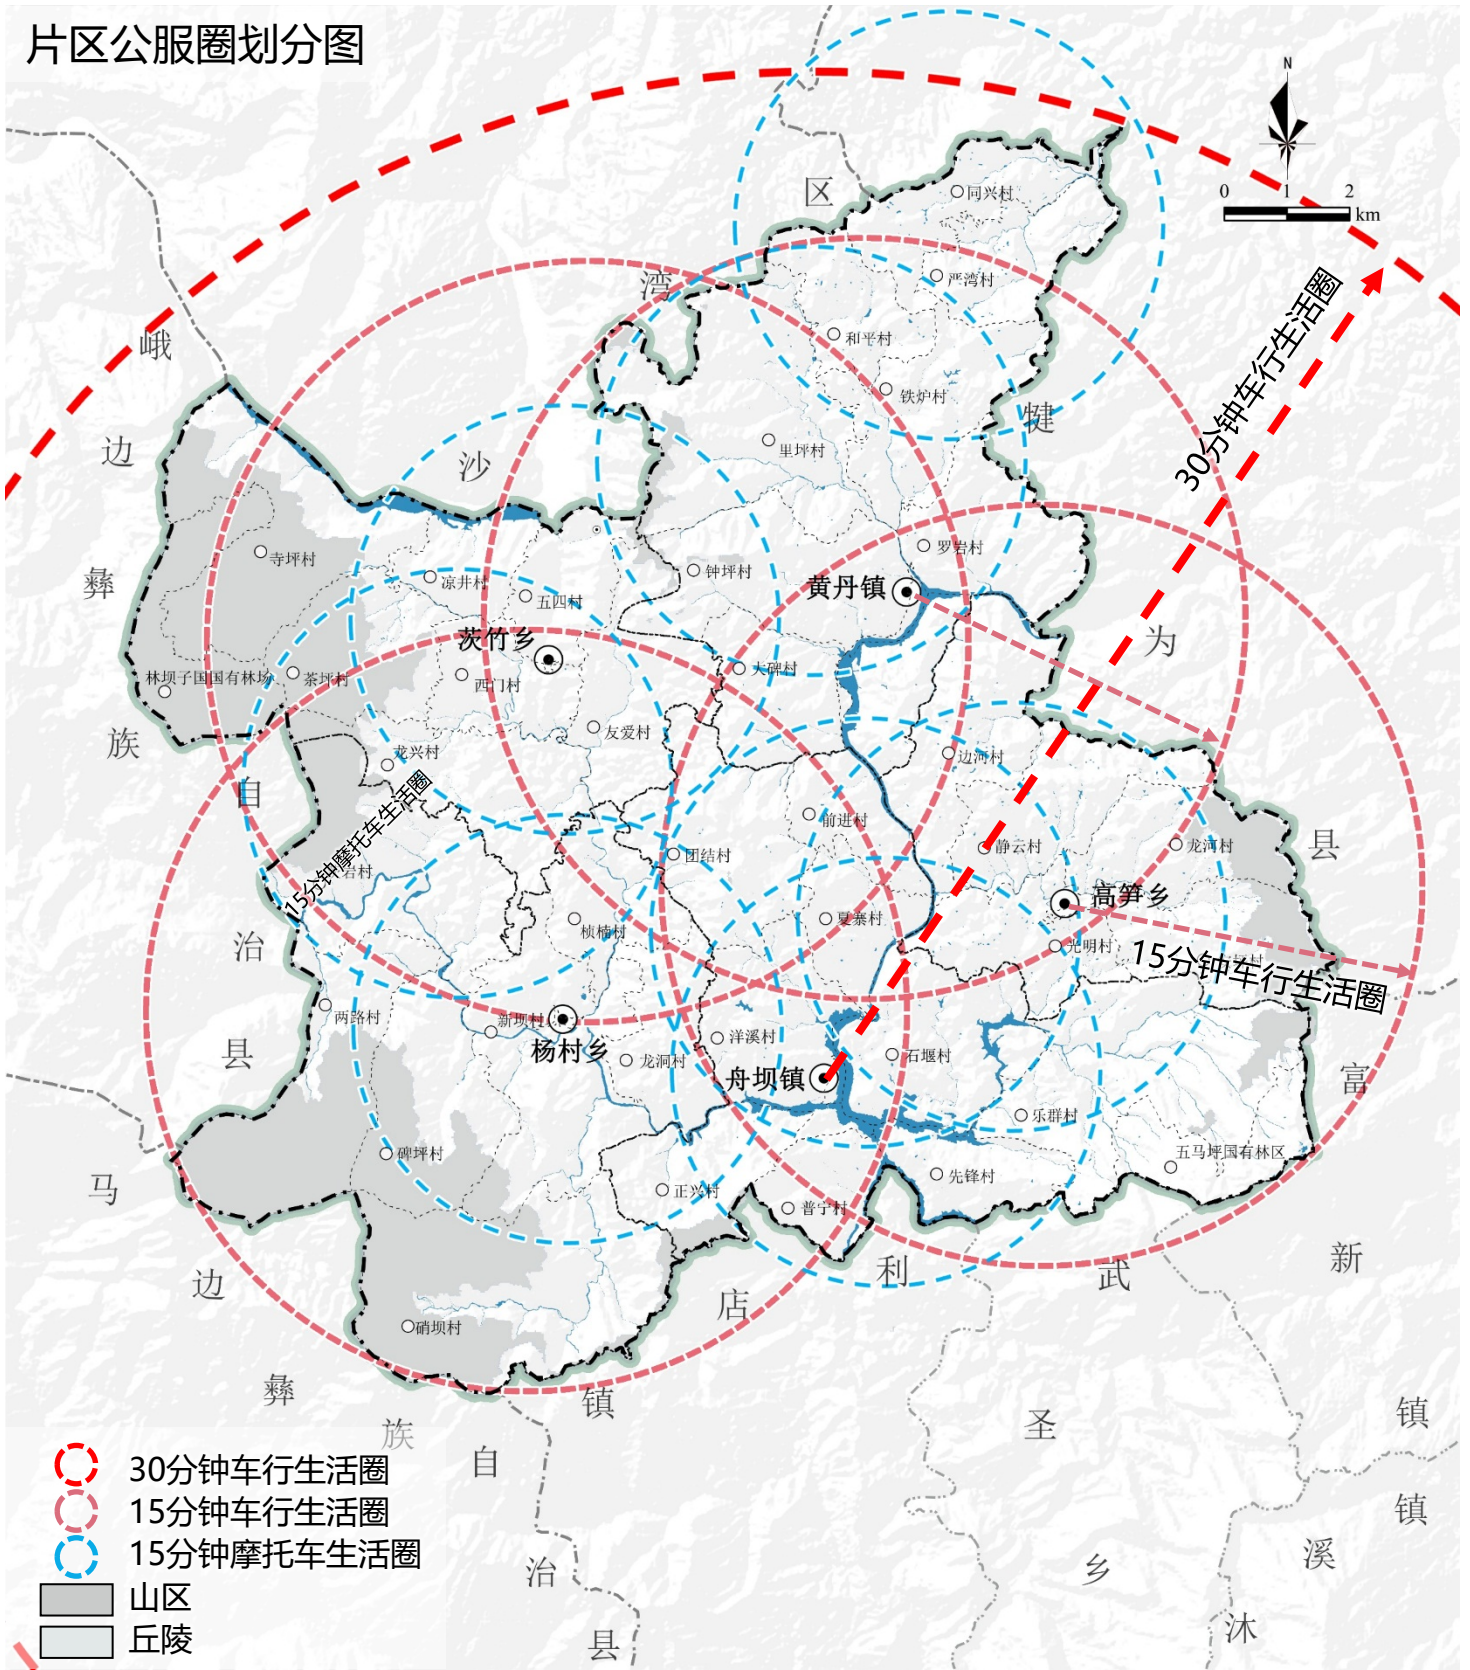 片区公服圈划分图
N
0 1 2
km
区
同兴村
湾
严湾村
和平村
铁炉村
犍
30分钟车行生活圈
峨
边
沙
里坪村
彝
寺坪村
凉井村
五四村
钟坪村
罗岩村
黄丹镇
为
茨竹乡
林坝子国国有林场
茶坪村
西门村
大碑村
族
友爱村
龙兴村
边河村
自
15分钟摩托车生活圈
前进村
团结村
静云村
龙河村
县
岩村
高笋乡
治
桢楠村
夏寨村
光明村
15分钟车行生活圈
两路村
新坝村
杨村乡
龙洞村
洋溪村
石堰村
县
舟坝镇
富
乐群村
碑坪村
五马坪国有林区
马
正兴村
先锋村
普宁村
边
利
武
新
店
硝坝村
彝
镇
族
自
圣
镇
镇
溪
乡
治
沐
县
30分钟车行生活圈
15分钟车行生活圈
15分钟摩托车生活圈
山区
丘陵